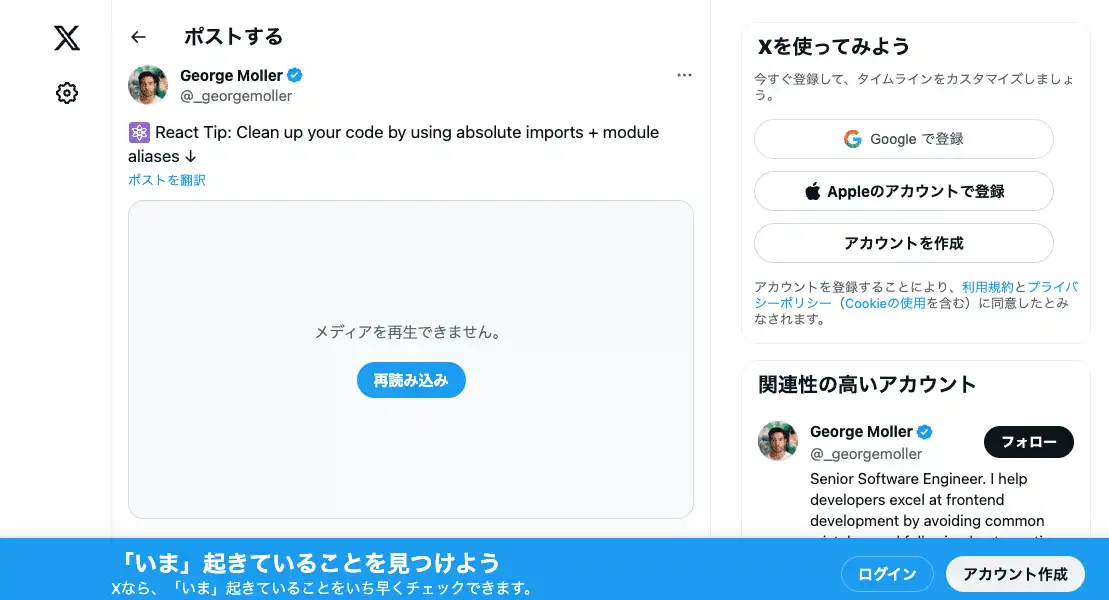 ポストする
George Moller
@_georgemoller
React Tip: Clean up your code by using absolute imports + module
aliases ↓
ポストを翻訳
メディアを再生できません。
再読み込み
Xを使ってみよう
今すぐ登録して、タイムラインをカスタマイズしましょ
う。
Google で登録
Appleのアカウントで登録
アカウントを作成
アカウントを登録することにより、利用規約とプライバ
シーポリシー（Cookieの使用を含む）に同意したとみ
なされます。
関連性の高いアカウント
George Moller
@_georgemoller
フォロー
Senior Software Engineer. I help
developers excel at frontend
development by avoiding common
「いま」起きていることを見つけよう
Xなら、「いま」起きていることをいち早くチェックできます。
ログイン
アカウント作成